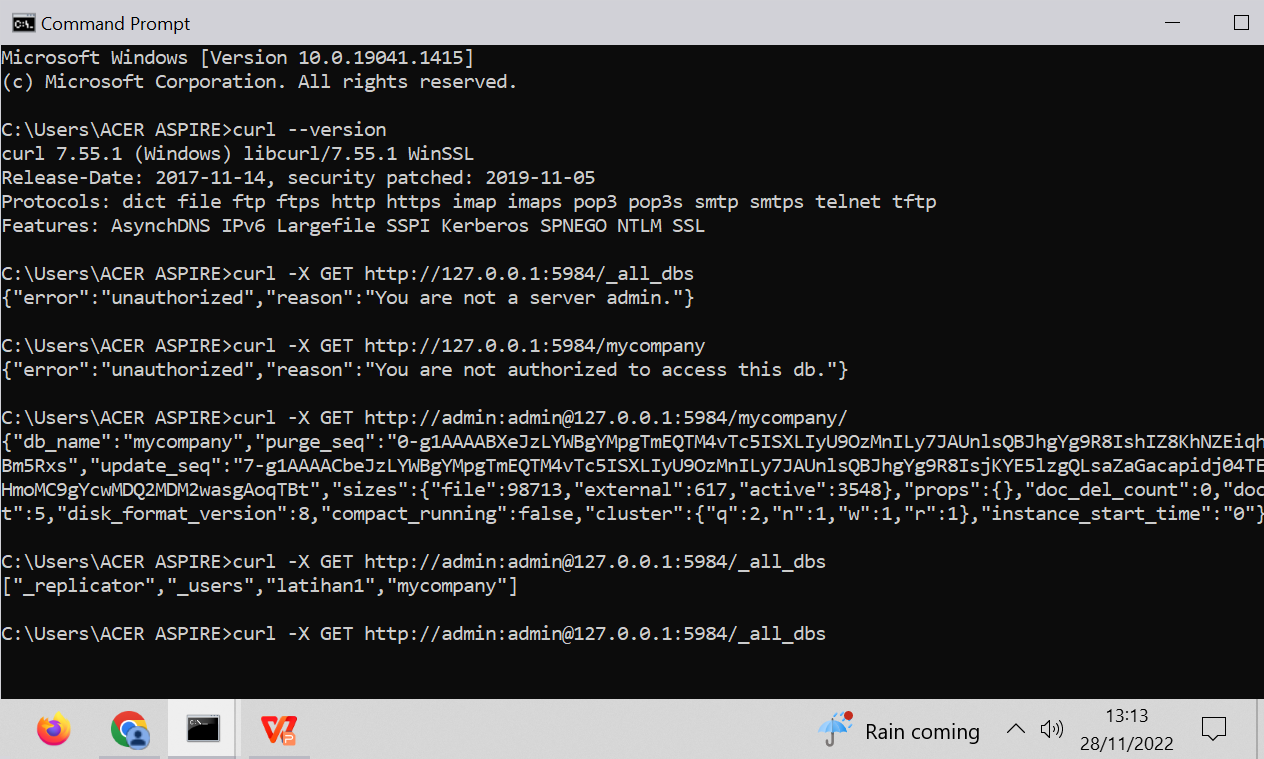 Command Prompt
Microsoft Windows [Version 10.0.19041.1415]
(c) Microsoft Corporation. All rights reserved.
C:\Users\ACER ASPIRE>curl --version
curl 7.55.1 (Windows) libcurl/7.55.1 WinSSL
Release-Date: 2017-11-14, security patched: 2019-11-05
Protocols: dict file ftp ftps http https imap imaps pop3 pop3s smtp smtps telnet tftp
Features: AsynchDNS IPv6 Largefile SSPI Kerberos SPNEGO NTLM SSL
C:\Users\ACER ASPIRE>curl -X GET http://127.0.0.1:5984/_all_dbs
{"error":"unauthorized","reason":"You are not a server admin."}
C:\Users\ACER ASPIRE>curl -X GET http://127.0.0.1:5984/mycompany
{"error":"unauthorized","reason":"You are not authorized to access this db."}
C:\Users\ACER ASPIRE>curl -X GET http://admin:admin@127.0.0.1:5984/mycompany/
{"db_name":"mycompany","purge_seq":"0-g1AAAABXeJzLYWBgYMpgTmEQTM4vTc5ISXLIyU9OzMnILy7JAUnlsQBJhgYg9R8IshIZ8KhNZEiqh
Bm5Rxs","update_seq":"7-g1AAAACbeJzLYWBgYMpgTmEQTM4vTc5ISXLIyU9OzMnILy7JAUnlsQBJhgYg9R8IsjKYE5lzgQLsaZaGacapidj04TE
HmoMC9gYcwMDQ2MDM2wasgAoqTBt","sizes":{"file":98713,"external":617,"active":3548},"props":{},"doc_del_count":0,"doc
t":5,"disk_format_version":8,"compact_running":false,"cluster":{"q":2,"n":1,"w":1,"r":1},"instance_start_time":"0"}
C:\Users\ACER ASPIRE>curl -X GET http://admin:admin@127.0.0.1:5984/_all_dbs
["_replicator","_users","latihan1","mycompany"]
C:\Users\ACER ASPIRE>curl -X GET http://admin:admin@127.0.0.1:5984/_all_dbs
Rain coming
13:13
28/11/2022